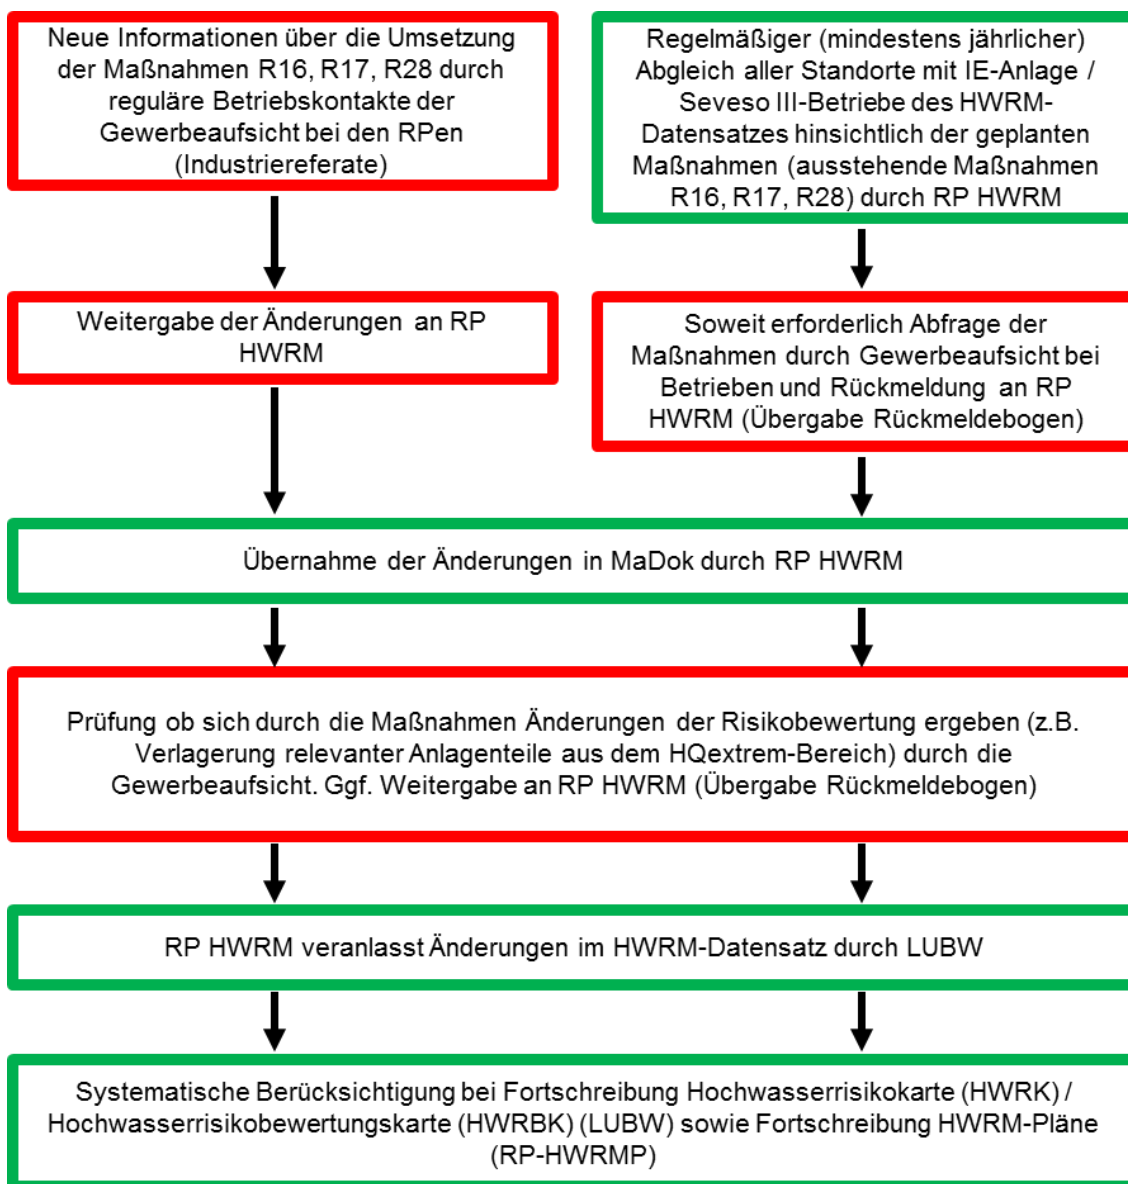 Neue Informationen über die Umsetzung
der Maßnahmen R16, R17, R28 durch
reguläre Betriebskontakte der
Gewerbeaufsicht bei den RPen
(Industriereferate)
Regelmäßiger (mindestens jährlicher)
Abgleich aller Standorte mit IE-Anlage /
Seveso III-Betriebe des HWRM-
Datensatzes hinsichtlich der geplanten
Maßnahmen (ausstehende Maßnahmen
R16, R17, R28) durch RP HWRM
Weitergabe der Änderungen an RP
HWRM
Soweit erforderlich Abfrage der
Maßnahmen durch Gewerbeaufsicht bei
Betrieben und Rückmeldung an RP
HWRM (Übergabe Rückmeldebogen)
Übernahme der Änderungen in MaDok durch RP HWRM
Prüfung ob sich durch die Maßnahmen Änderungen der Risikobewertung ergeben (z.B.
Verlagerung relevanter Anlagenteile aus dem HQextrem-Bereich) durch die
Gewerbeaufsicht. Ggf. Weitergabe an RP HWRM (Übergabe Rückmeldebogen)
RP HWRM veranlasst Änderungen im HWRM-Datensatz durch LUBW
Systematische Berücksichtigung bei Fortschreibung Hochwasserrisikokarte (HWRK) /
Hochwasserrisikobewertungskarte (HWRBK) (LUBW) sowie Fortschreibung HWRM-Pläne
(RP-HWRMP)